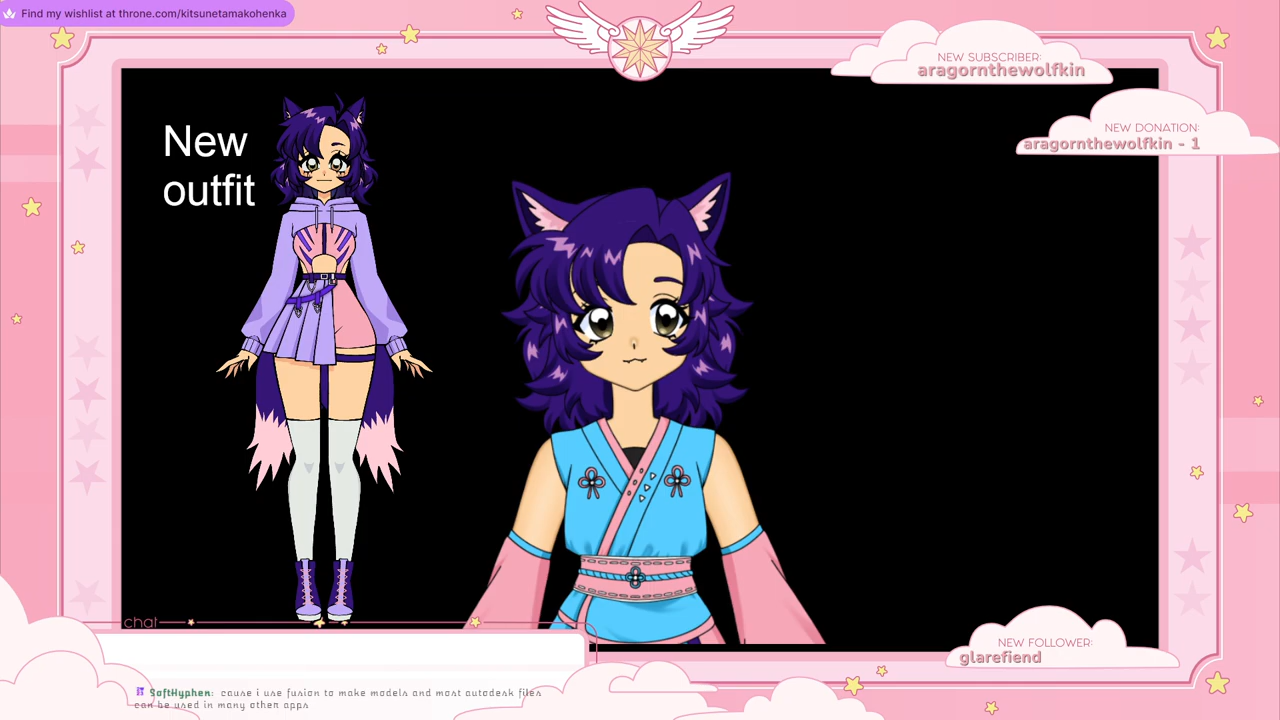 Find my wishlist at throne.com/kitsunetamakohenka
NEW SUBSCRIBER:
aragornthewolfkin
NEW DONATION:
aragornthewolfkin - 1
New
outfit
chat
NEW FOLLOWER:
glarefiend
SoftHyphen: cause i use fusion to make models and most autodesk files
can be used in many other apps